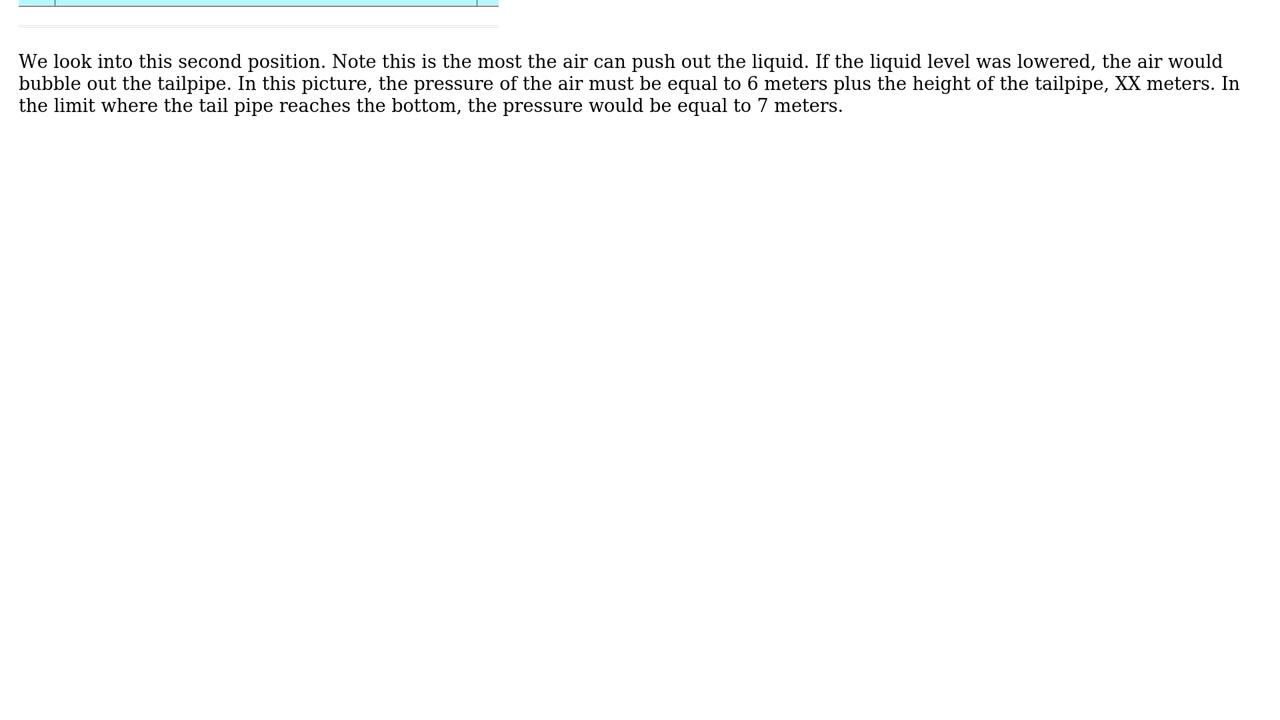 We look into this second position. Note this is the most the air can push out the liquid. If the liquid level was lowered, the air would
bubble out the tailpipe. In this picture, the pressure of the air must be equal to 6 meters plus the height of the tailpipe, XX meters. In
the limit where the tail pipe reaches the bottom, the pressure would be equal to 7 meters.